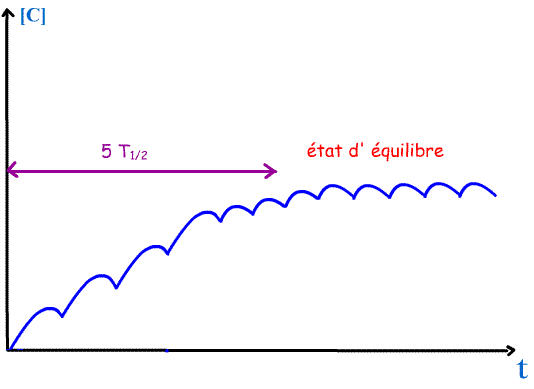 [C]
5 T1/2
état d' équilibre
t